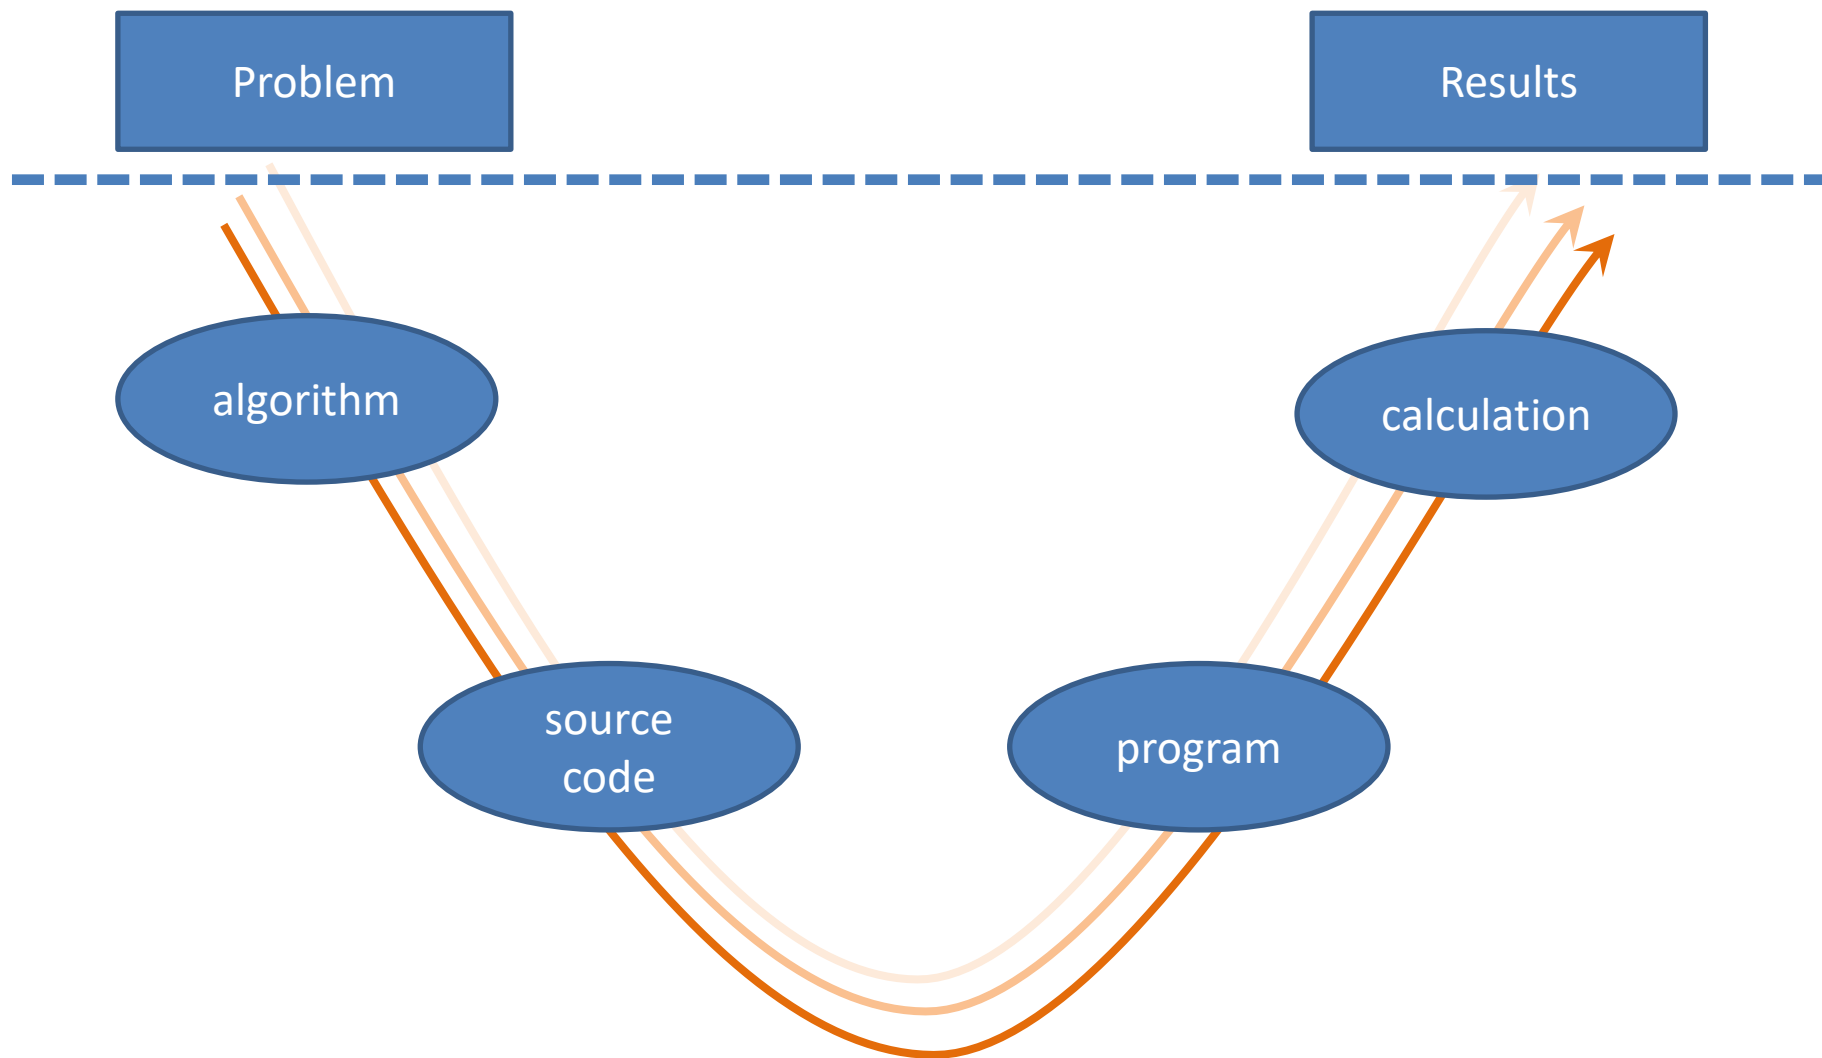 Problem
Results
algorithm
calculation
source
code
program